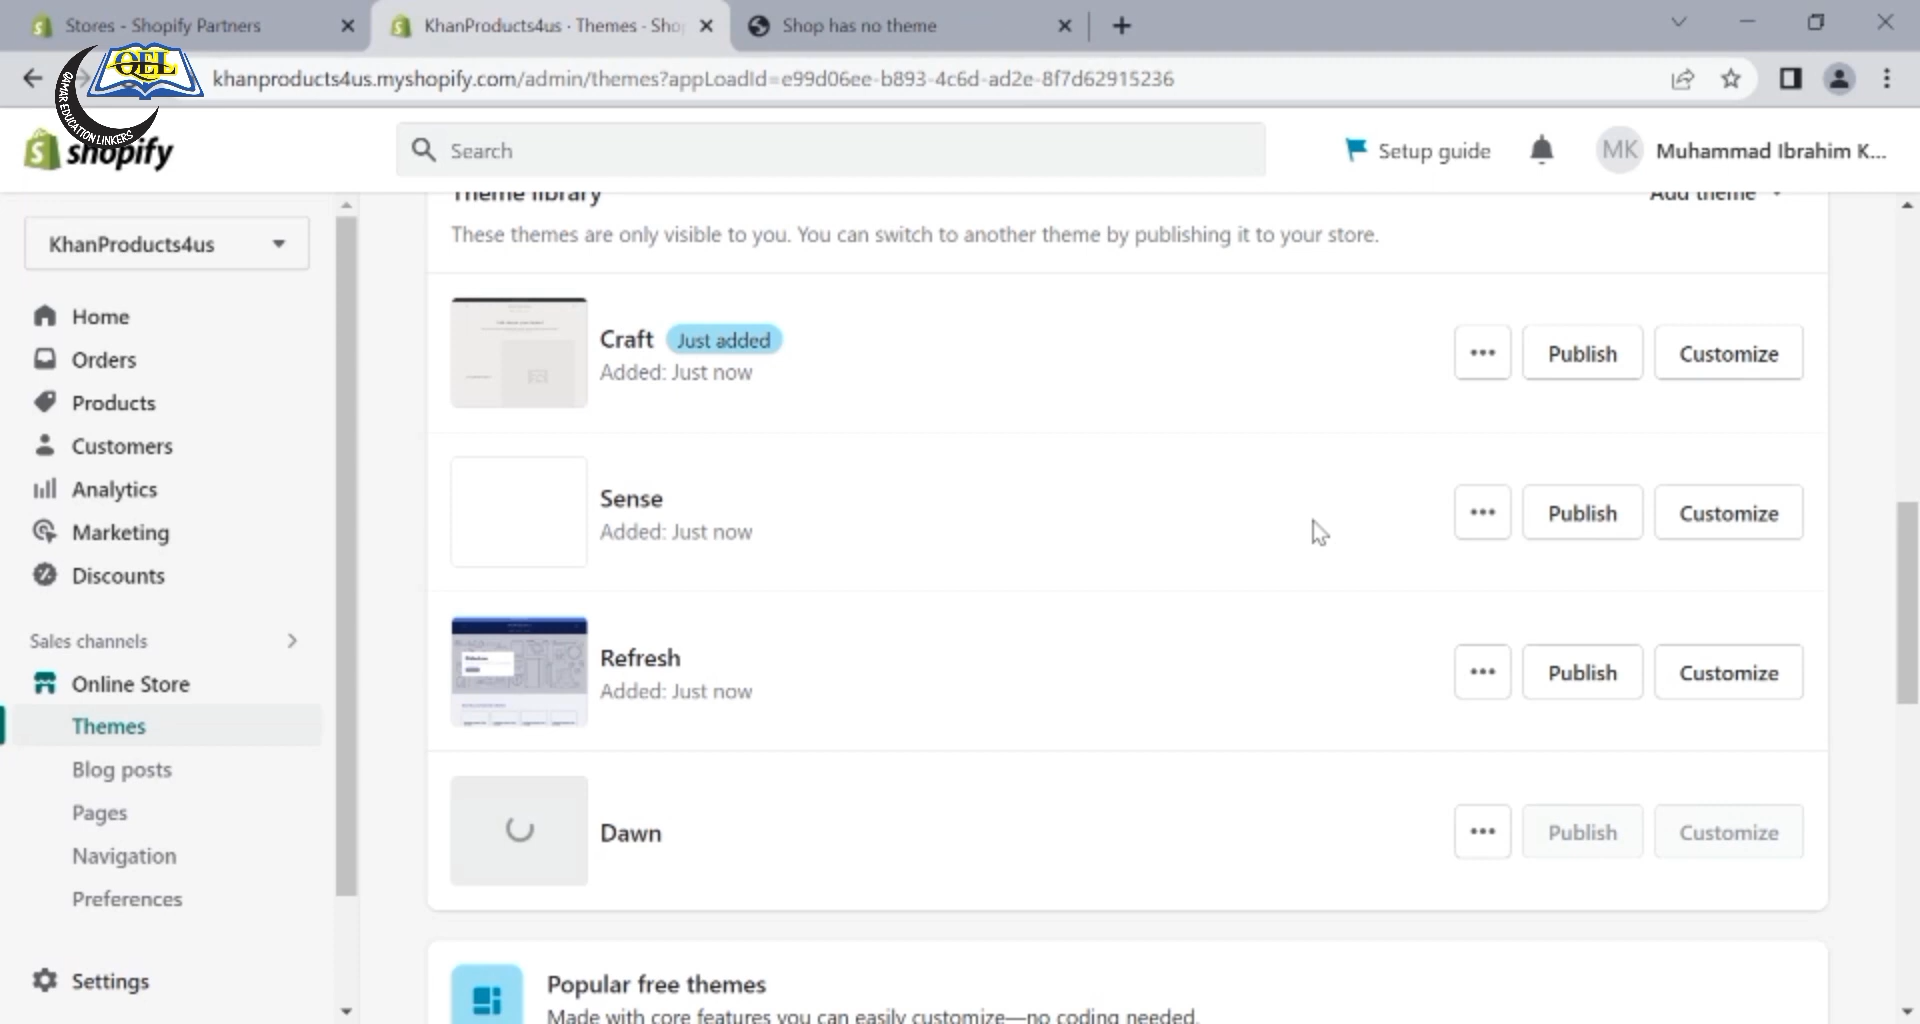 Stores - Shopify Partners
KhanProducts4us · Themes - Sho
Shop has no theme
QEL
QAMAR EDUCATION LINKERS
khanproducts4us.myshopify.com/admin/themes?appLoadId=e99d06ee-b893-4c6d-ad2e-8f7d62915236
shopify
Search
Setup guide
MK
Muhammad Ibrahim K...
KhanProducts4us
Home
Orders
Products
Customers
Analytics
Marketing
Discounts
Sales channels
Online Store
Themes
Blog posts
Pages
Navigation
Preferences
Settings
Theme library
Add theme
These themes are only visible to you. You can switch to another theme by publishing it to your store.
Craft
Just added
Added: Just now
Publish
Customize
Sense
Added: Just now
Publish
Customize
Refresh
Added: Just now
Publish
Customize
Dawn
Publish
Customize
Popular free themes
Made with core features you can easily customize—no coding needed.